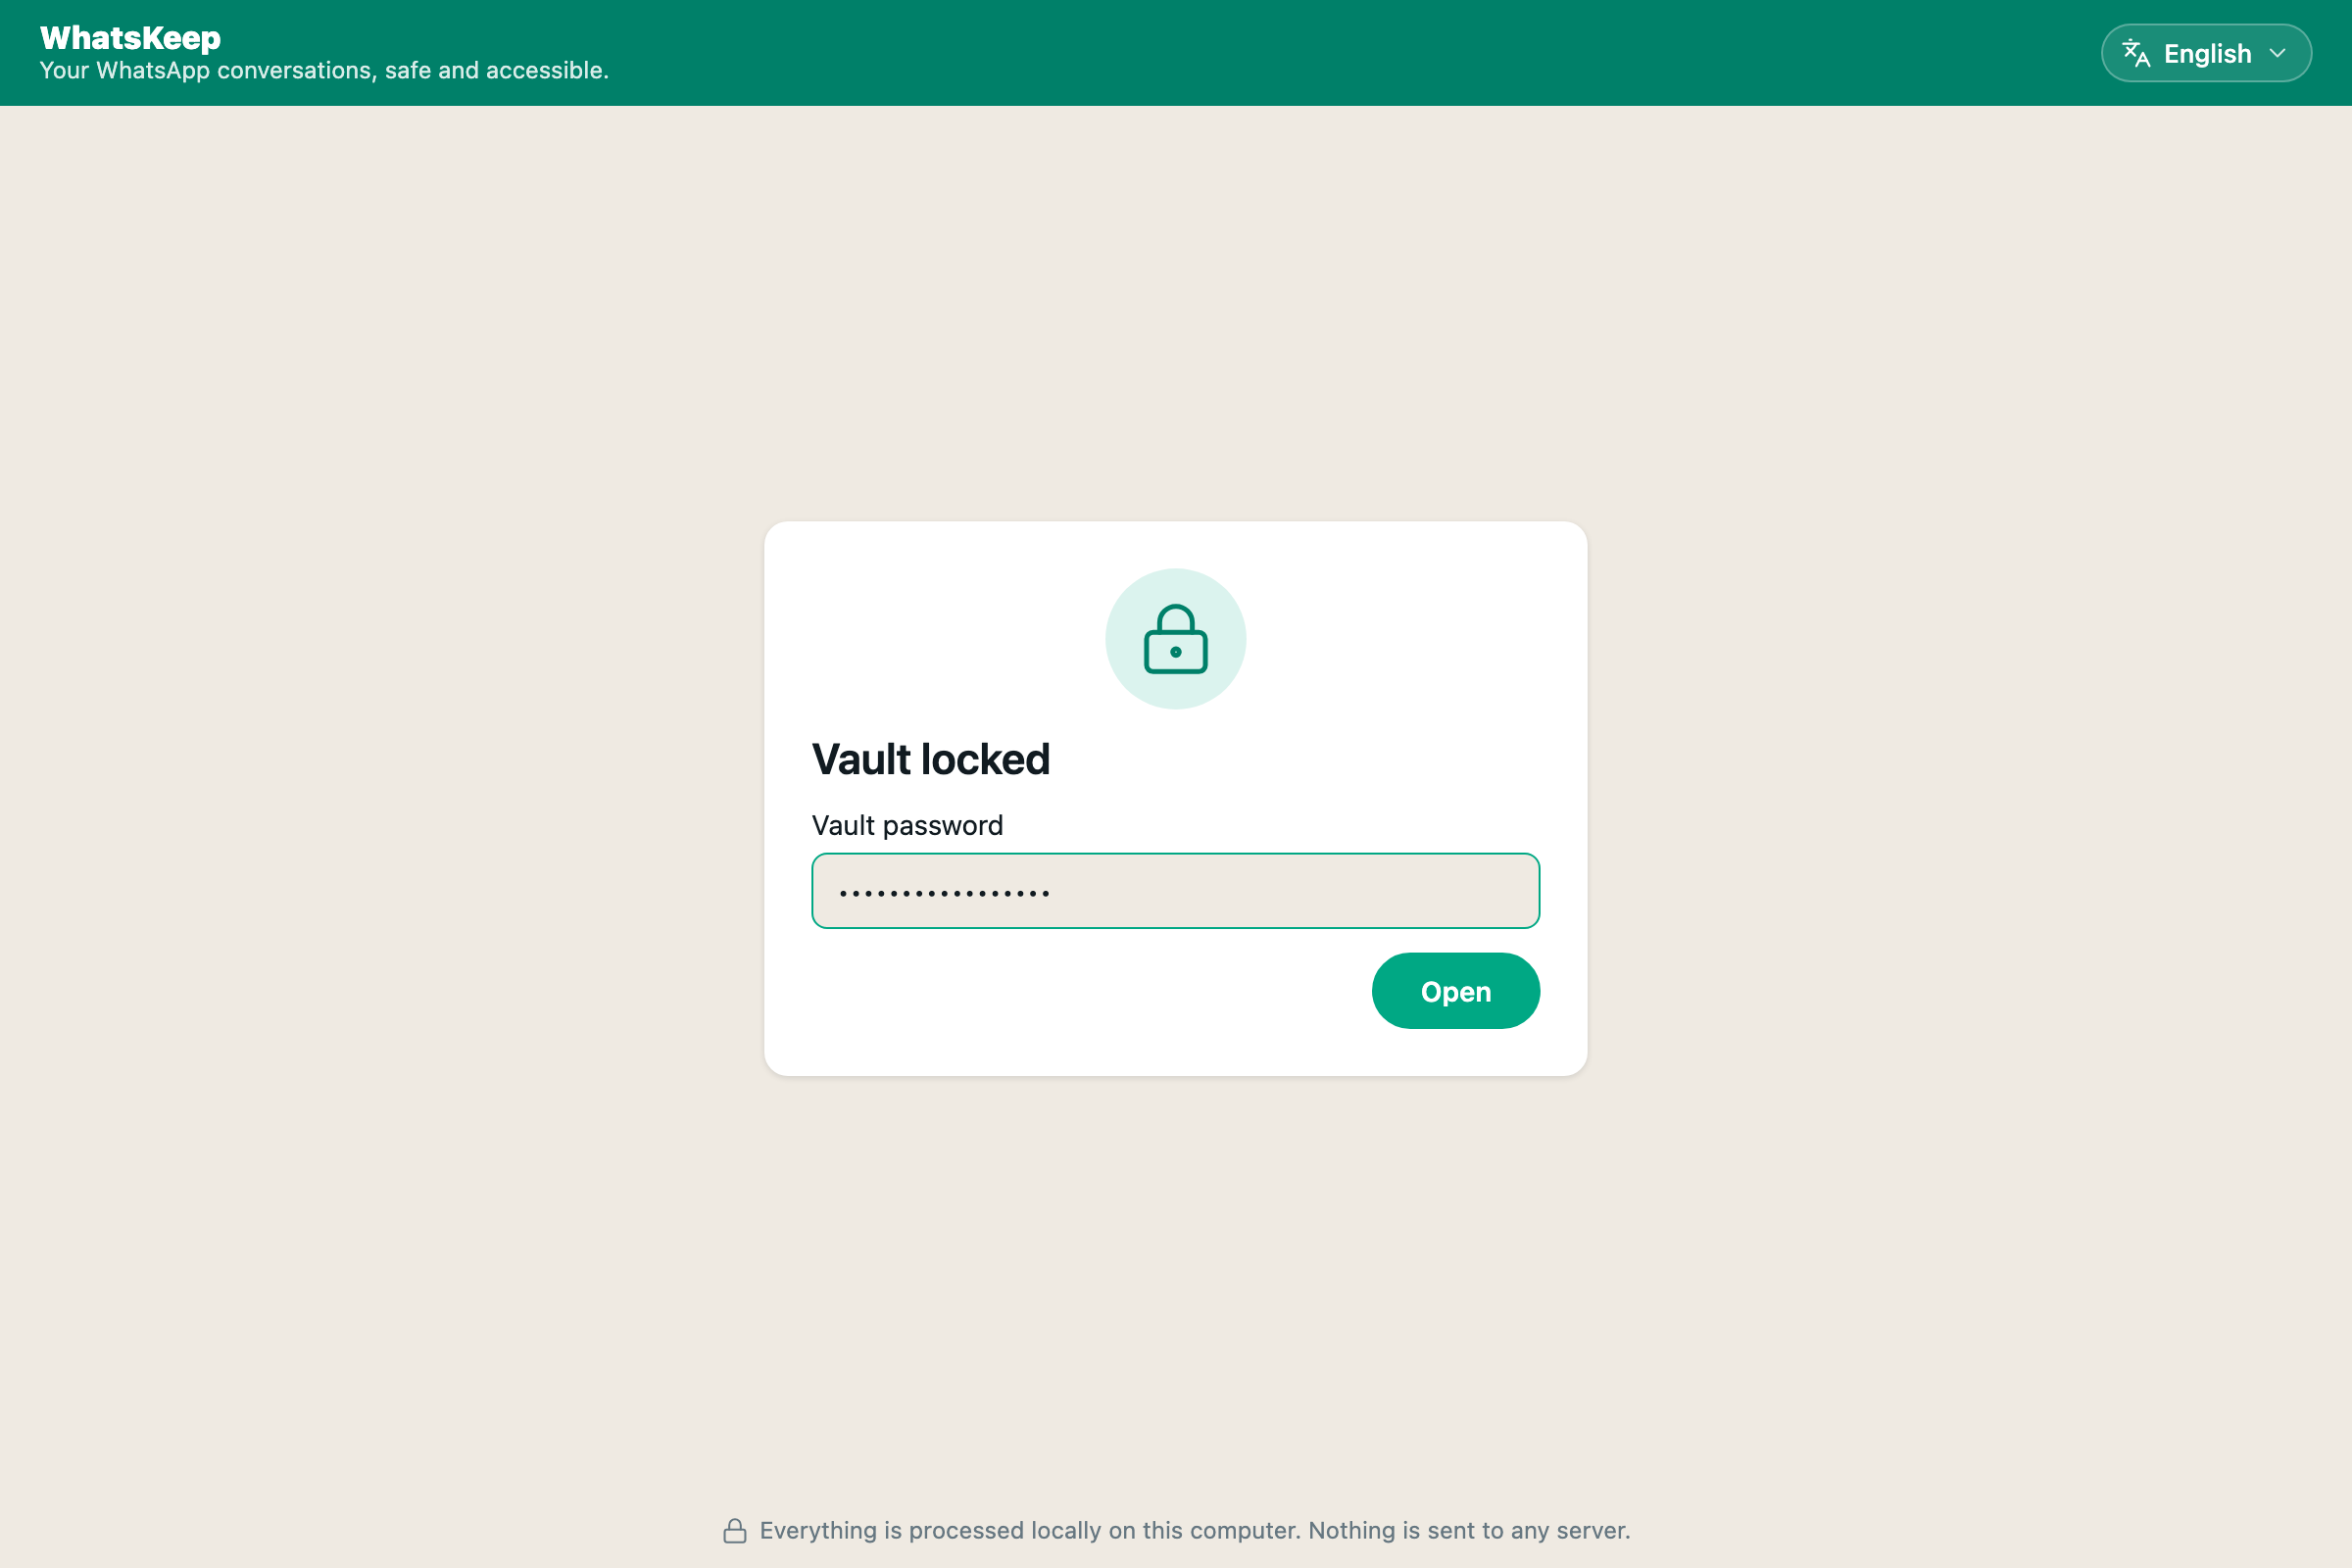 WhatsKeep
Your WhatsApp conversations, safe and accessible.
English
Vault locked
Vault password
•••••••••••••••••
Open
Everything is processed locally on this computer. Nothing is sent to any server.